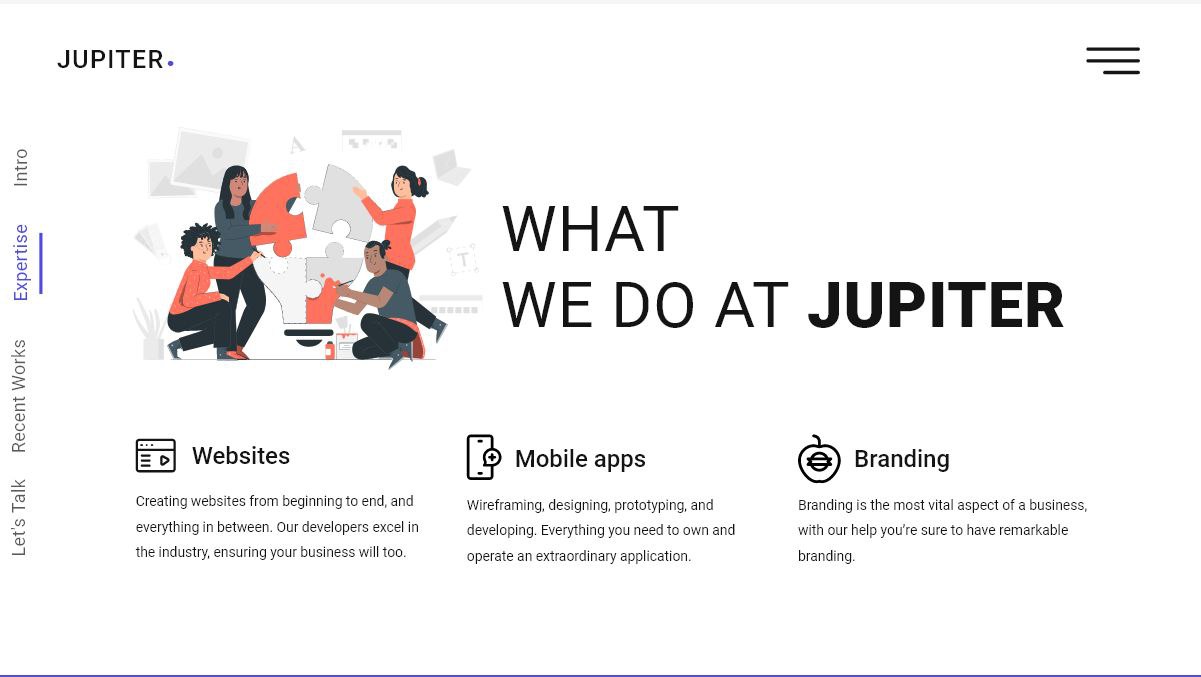 JUPITER.
Intro
Expertise
Recent Works
Let's Talk
A
T
WHAT
WE DO AT JUPITER
Websites
Creating websites from beginning to end, and
everything in between. Our developers excel in
the industry, ensuring your business will too.
Mobile apps
Wireframing, designing, prototyping, and
developing. Everything you need to own and
operate an extraordinary application.
Branding
Branding is the most vital aspect of a business,
with our help you’re sure to have remarkable
branding.